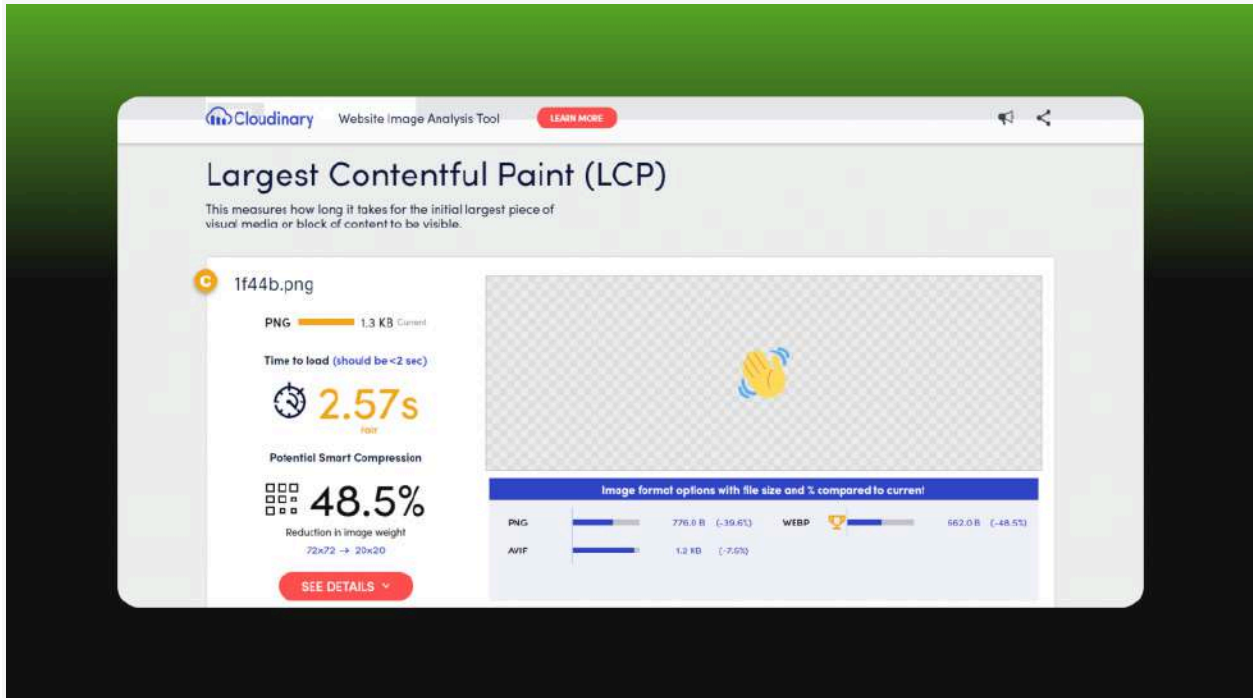 Cloudinary Website Image Analysis Tool LEARN MORE
Largest Contentful Paint (LCP)
This measures how long it takes for the initial largest piece of
visual media or block of content to be visible.
C 1f44b.png
PNG 1.3 KB Current
Time to load (should be <2 sec)
2.57s
Fair
Potential Smart Compression
48.5%
Reduction in image weight
72x72 → 20x20
SEE DETAILS
Image format options with file size and % compared to current
PNG 776.0 B (-39.6%) WEBP 662.0 B (-48.5%)
AVIF 1.2 KB (-7.6%)